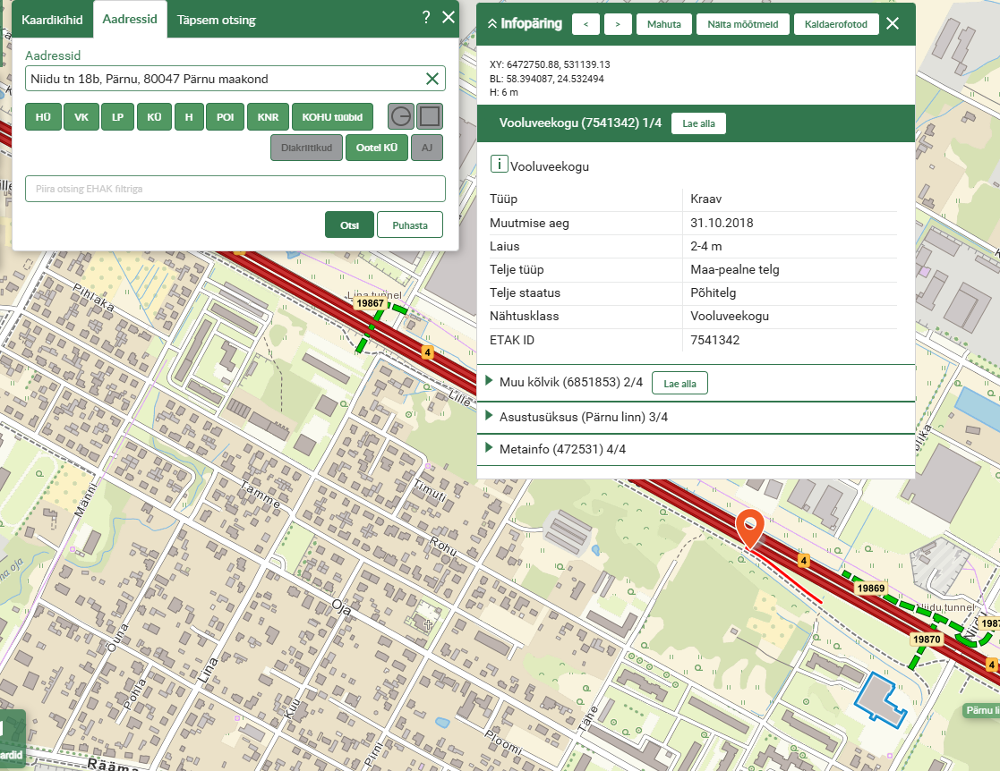 Kaardikihid
Aadressid
Täpsem otsing
?
Aadressid
Niidu tn 18b, Pärnu, 80047 Pärnu maakond
HÜ
VK
LP
KÜ
H
POI
KNR
KOHU tüübid
Diakriitikud
Ootel KÜ
AJ
Piira otsing EHAK filtriga
Otsi
Puhasta
Infopäring
<
>
Mahuta
Näita mõõtmeid
Kaldaerofotod
XY: 6472750.88, 531139.13
BL: 58.394087, 24.532494
H: 6 m
Vooluveekogu (7541342) 1/4
Lae alla
i Vooluveekogu
Tüüp Kraav
Muutmise aeg 31.10.2018
Laius 2-4 m
Telje tüüp Maa-pealne telg
Telje staatus Põhitelg
Nähtusklass Vooluveekogu
ETAK ID 7541342
Muu kõlvik (6851853) 2/4
Lae alla
Asustusüksus (Pärnu linn) 3/4
Metainfo (472531) 4/4
Pihlaka
Lina tunnel
19867
4
Lille
Männi
Tamme
Timuti
Rohu
Oja
Õuna
Lina
Põhja
Kuu
Pirni
Ploomi
Tähe
Rääma
4
19869
Niidu tunnel
19870
4
Pärnu li
ardid